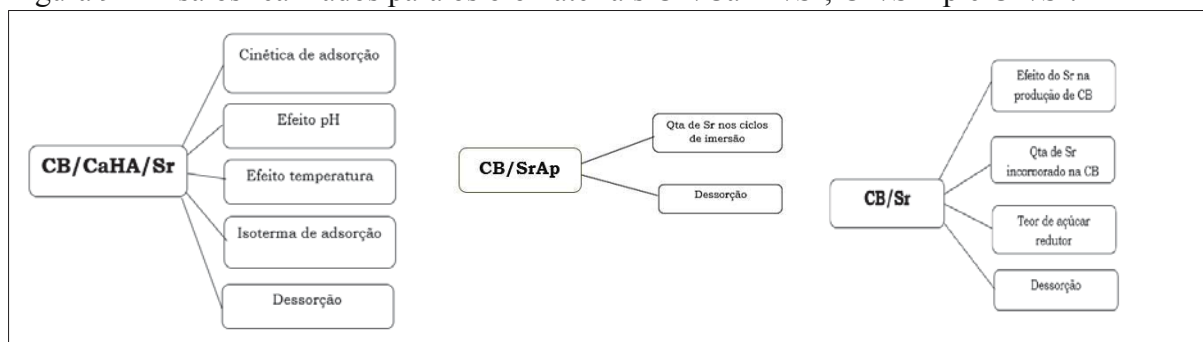 CB/CaHA/Sr
Cinética de adsorção
Efeito pH
Efeito temperatura
Isoterma de adsorção
Dessorção
CB/SrAp
Qta de Sr nos ciclos
de imersão
Dessorção
CB/Sr
Efeito do Sr na
produção de CB
Qta de Sr
incorporado na CB
Teor de açúcar
redutor
Dessorção